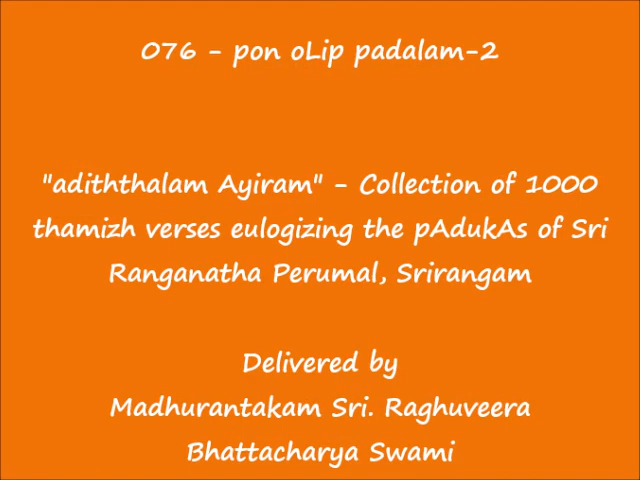 076 - pon oLip padalam-2
"adiththalam Ayiram" - Collection of 1000
thamizh verses eulogizing the pAdukAs of Sri
Ranganatha Perumal, Srirangam
Delivered by
Madhurantakam Sri. Raghuveera
Bhattacharya Swami